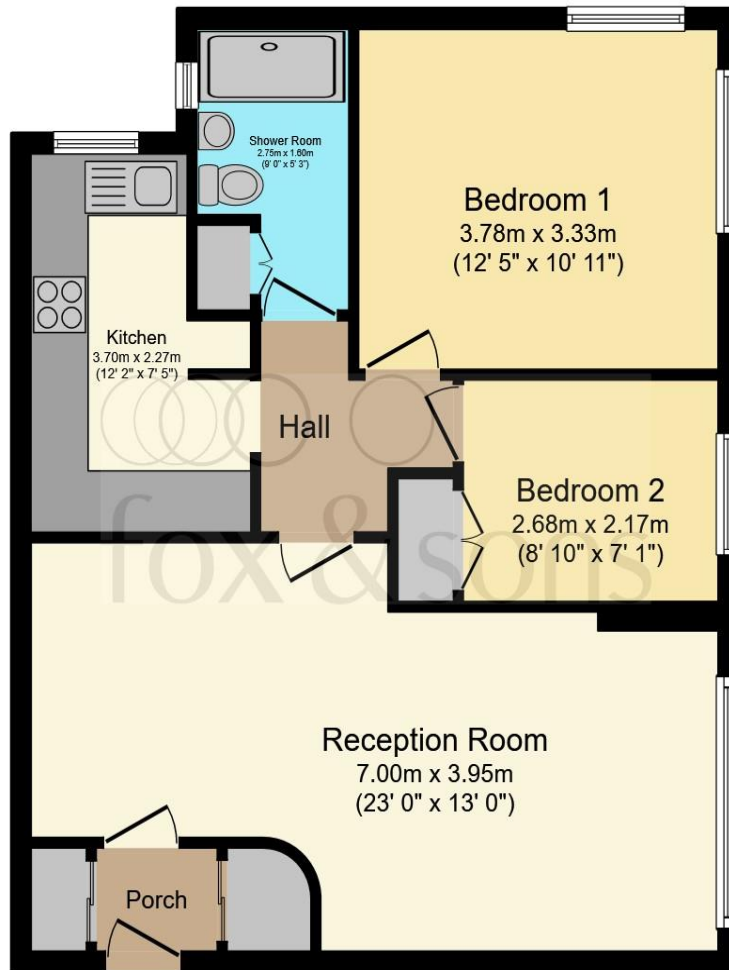 Shower Room
2.75m x 1.60m
(9' 0" x 5' 3")
Bedroom 1
3.78m x 3.33m
(12' 5" x 10' 11")
Kitchen
3.70m x 2.27m
(12' 2" x 7' 5")
Hall
Bedroom 2
2.68m x 2.17m
(8' 10" x 7' 1")
fox & sons
Reception Room
7.00m x 3.95m
(23' 0" x 13' 0")
Porch